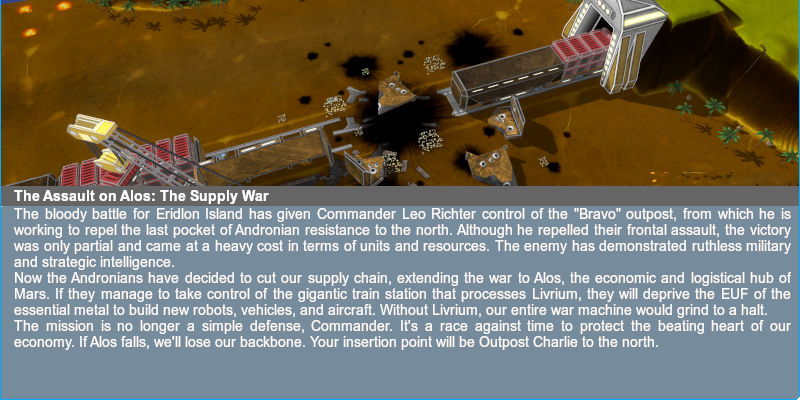 The Assault on Alos: The Supply War
The bloody battle for Eridlon Island has given Commander Leo Richter control of the "Bravo" outpost, from which he is
working to repel the last pocket of Andronian resistance to the north. Although he repelled their frontal assault, the victory
was only partial and came at a heavy cost in terms of units and resources. The enemy has demonstrated ruthless military
and strategic intelligence.
Now the Andronians have decided to cut our supply chain, extending the war to Alos, the economic and logistical hub of
Mars. If they manage to take control of the gigantic train station that processes Livrium, they will deprive the EUF of the
essential metal to build new robots, vehicles, and aircraft. Without Livrium, our entire war machine would grind to a halt.
The mission is no longer a simple defense, Commander. It's a race against time to protect the beating heart of our
economy. If Alos falls, we'll lose our backbone. Your insertion point will be Outpost Charlie to the north.